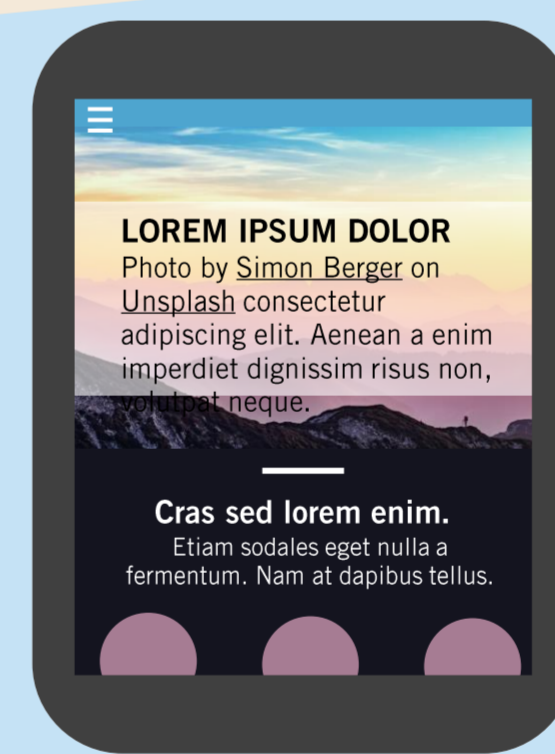 LOREM IPSUM DOLOR
Photo by Simon Berger on
Unsplash consectetur
adipiscing elit. Aenean a enim
imperdiet dignissim risus non,
volutpat neque.
Cras sed lorem enim.
Etiam sodales eget nulla a
fermentum. Nam at dapibus tellus.